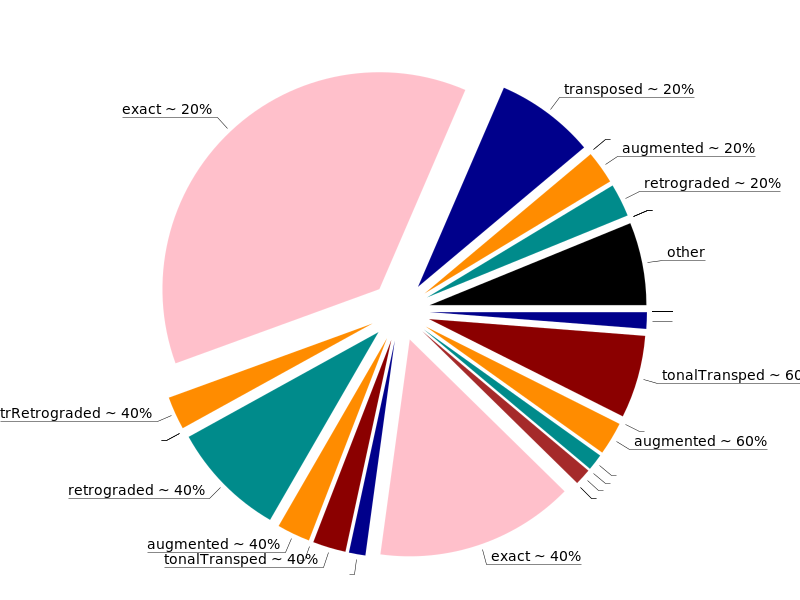 transposed ~ 20%
exact ~ 20%
augmented ~ 20%
retrograded ~ 20%
other
tonalTransped ~ 60
trRetrograded ~ 40%
augmented ~ 60%
retrograded ~ 40%
augmented ~ 40%
exact ~ 40%
tonalTransped ~ 40%